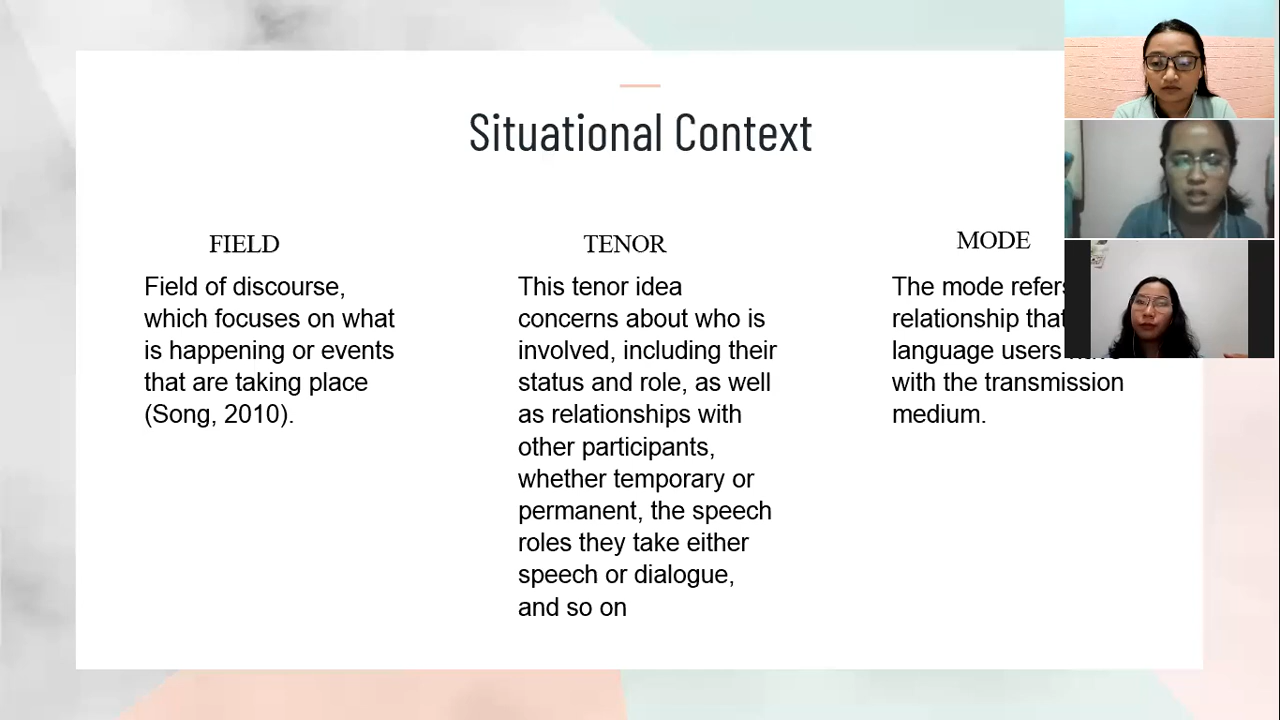 Situational Context
FIELD
Field of discourse,
which focuses on what
is happening or events
that are taking place
(Song, 2010).
TENOR
This tenor idea
concerns about who is
involved, including their
status and role, as well
as relationships with
other participants,
whether temporary or
permanent, the speech
roles they take either
speech or dialogue,
and so on
MODE
The mode refers
relationship that
language users
with the transmission
medium.